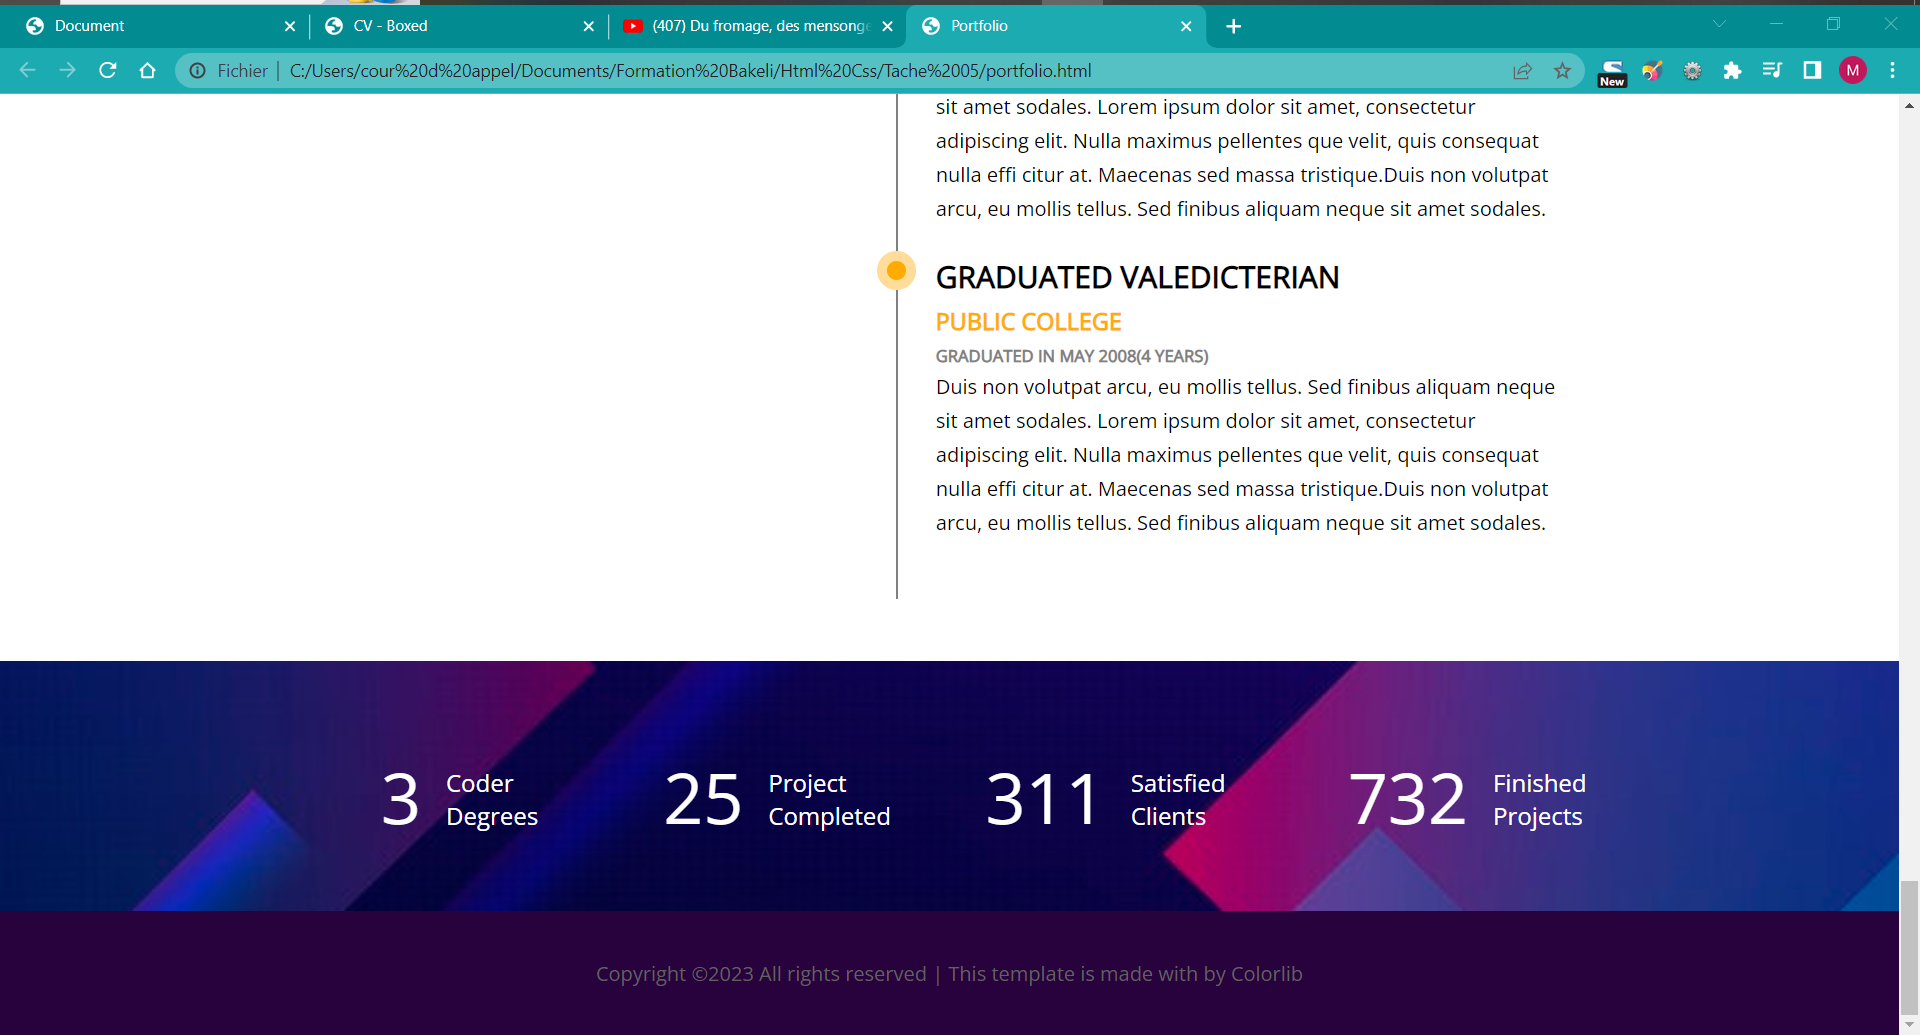 Document
CV - Boxed
(407) Du fromage, des mensonge
Portfolio
Fichier
C:/Users/cour%20d%20appel/Documents/Formation%20Bakeli/Html%20Css/Tache%2005/portfolio.html
New
M
sit amet sodales. Lorem ipsum dolor sit amet, consectetur
adipiscing elit. Nulla maximus pellentes que velit, quis consequat
nulla effi citur at. Maecenas sed massa tristique.Duis non volutpat
arcu, eu mollis tellus. Sed finibus aliquam neque sit amet sodales.
GRADUATED VALEDICTERIAN
PUBLIC COLLEGE
GRADUATED IN MAY 2008(4 YEARS)
Duis non volutpat arcu, eu mollis tellus. Sed finibus aliquam neque
sit amet sodales. Lorem ipsum dolor sit amet, consectetur
adipiscing elit. Nulla maximus pellentes que velit, quis consequat
nulla effi citur at. Maecenas sed massa tristique.Duis non volutpat
arcu, eu mollis tellus. Sed finibus aliquam neque sit amet sodales.
3
Coder
Degrees
25
Project
Completed
311
Satisfied
Clients
732
Finished
Projects
Copyright ©2023 All rights reserved | This template is made with by Colorlib